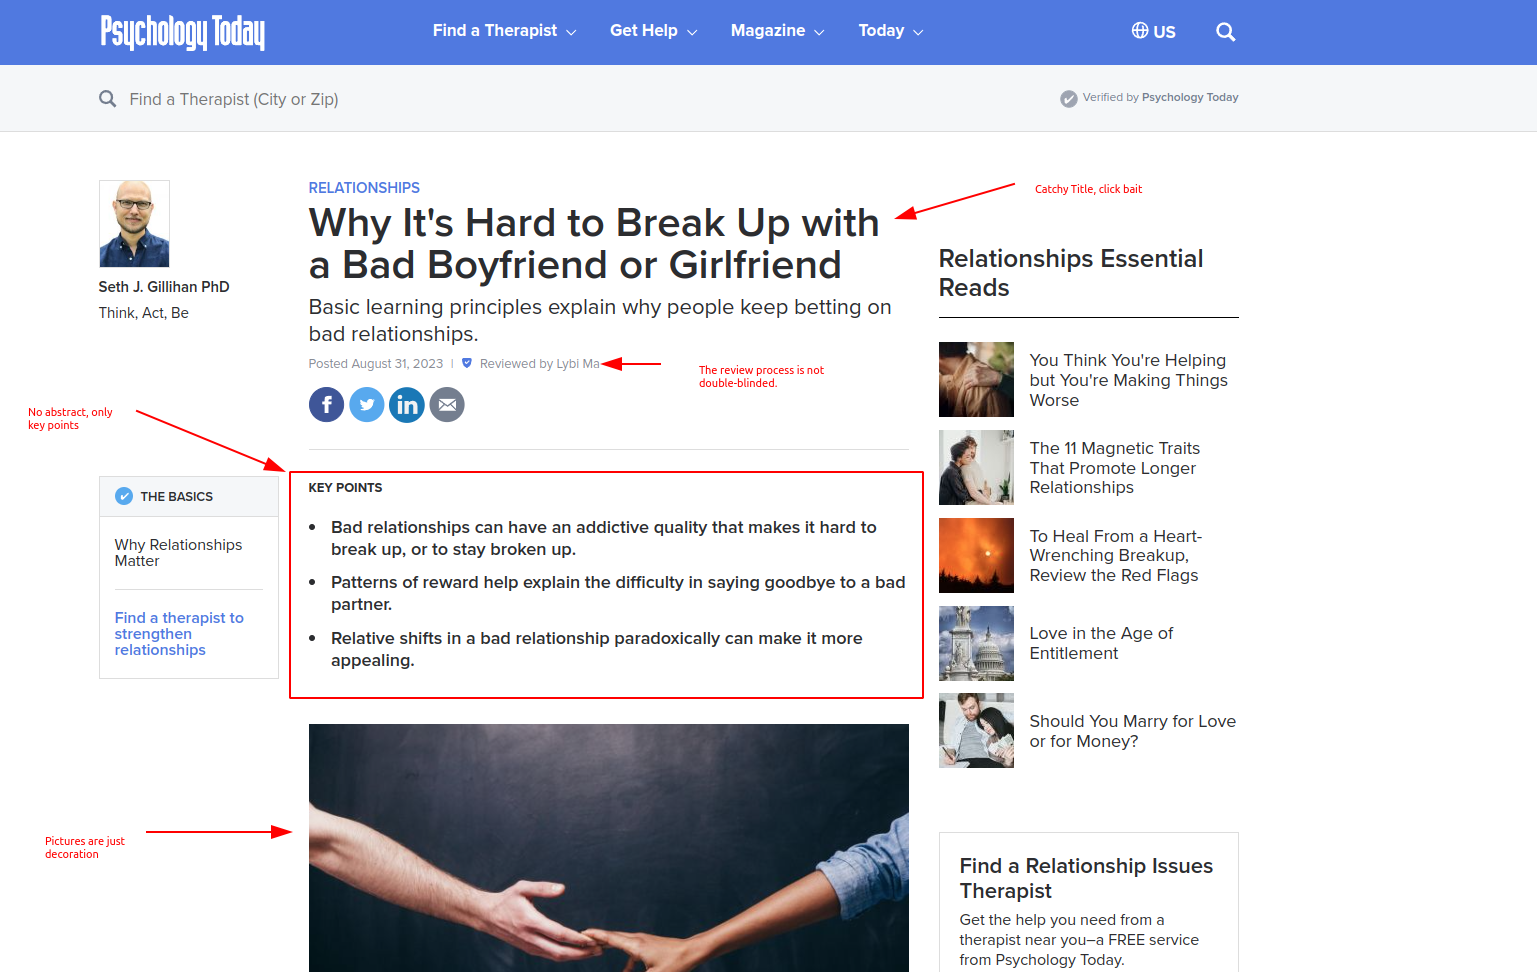 Psychology Today
Find a Therapist
Get Help
Magazine
Today
US
Find a Therapist (City or Zip)
Verified by Psychology Today
Seth J. Gillihan PhD
Think, Act, Be
RELATIONSHIPS
Why It's Hard to Break Up with
a Bad Boyfriend or Girlfriend
Basic learning principles explain why people keep betting on
bad relationships.
Posted August 31, 2023 | Reviewed by Lybi Ma
Catchy Title, click bait
The review process is not
double-blinded.
f
in
No abstract, only
key points
THE BASICS
Why Relationships
Matter
Find a therapist to
strengthen
relationships
KEY POINTS
• Bad relationships can have an addictive quality that makes it hard to
break up, or to stay broken up.
• Patterns of reward help explain the difficulty in saying goodbye to a bad
partner.
• Relative shifts in a bad relationship paradoxically can make it more
appealing.
Pictures are just
decoration
Relationships Essential
Reads
You Think You're Helping
but You're Making Things
Worse
The 11 Magnetic Traits
That Promote Longer
Relationships
To Heal From a Heart-
Wrenching Breakup,
Review the Red Flags
Love in the Age of
Entitlement
Should You Marry for Love
or for Money?
Find a Relationship Issues
Therapist
Get the help you need from a
therapist near you–a FREE service
from Psychology Today.